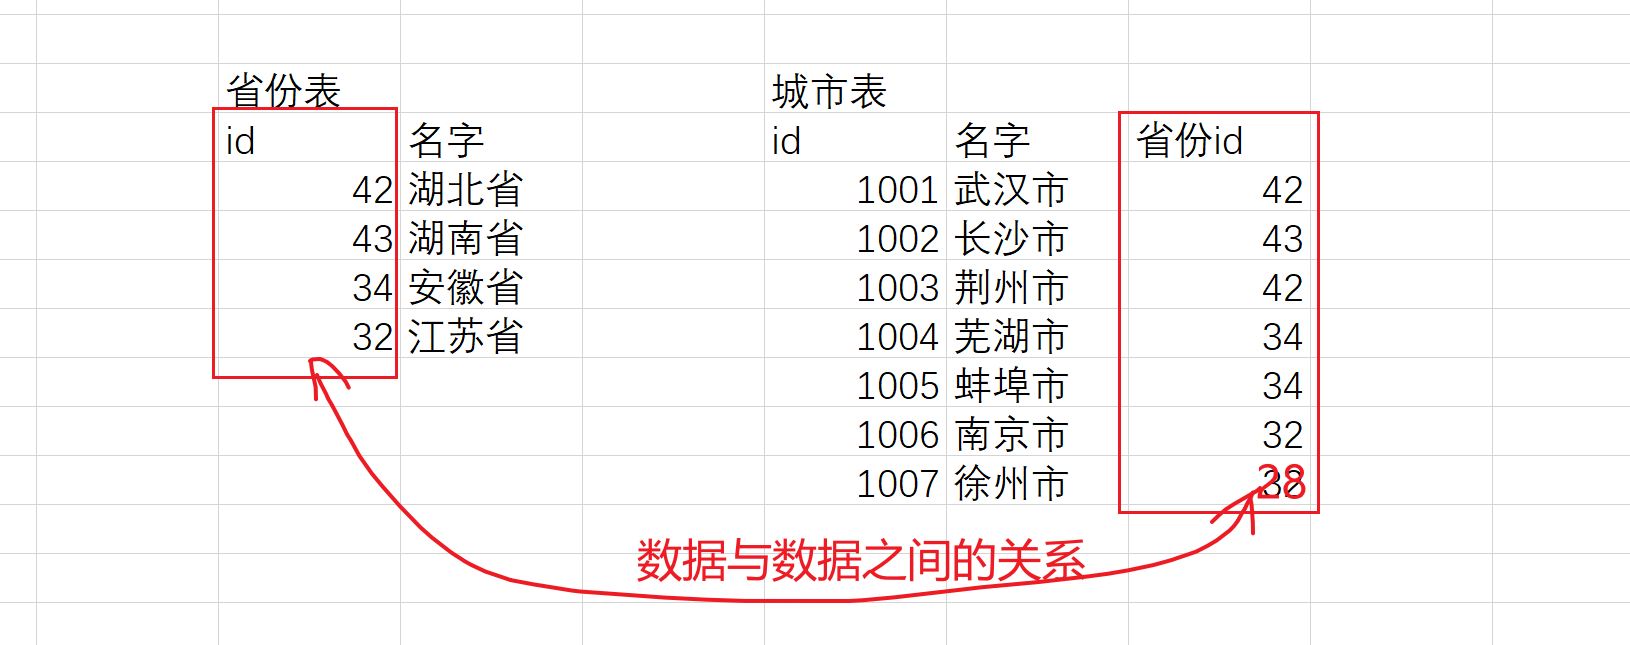 省份表 城市表
id 名字 id 名字 省份id
42 湖北省 1001 武汉市 42
43 湖南省 1002 长沙市 43
34 安徽省 1003 荆州市 42
32 江苏省 1004 芜湖市 34
1005 蚌埠市 34
1006 南京市 32
1007 徐州市 32
28
数据与数据之间的关系